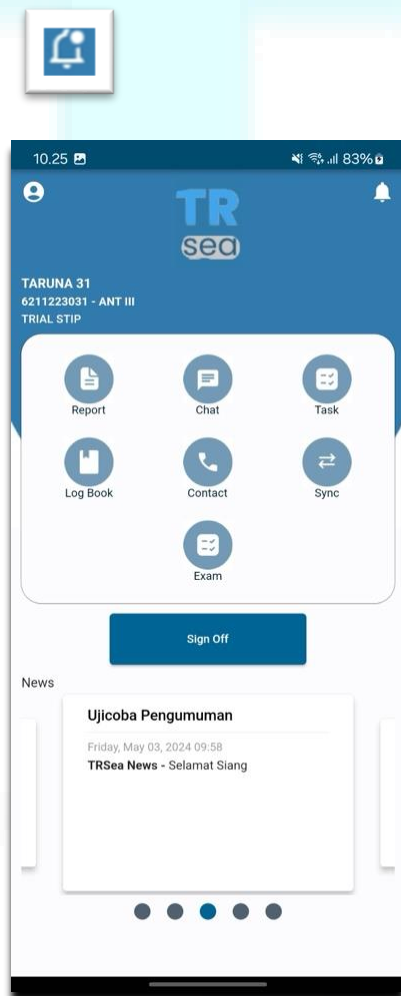 10.25 83%
TR
sea
TARUNA 31
6211223031 - ANT III
TRIAL STIP
Report Chat Task
Log Book Contact Sync
Exam
Sign Off
News
Ujicoba Pengumuman
Friday, May 03, 2024 09:58
TRSea News - Selamat Siang